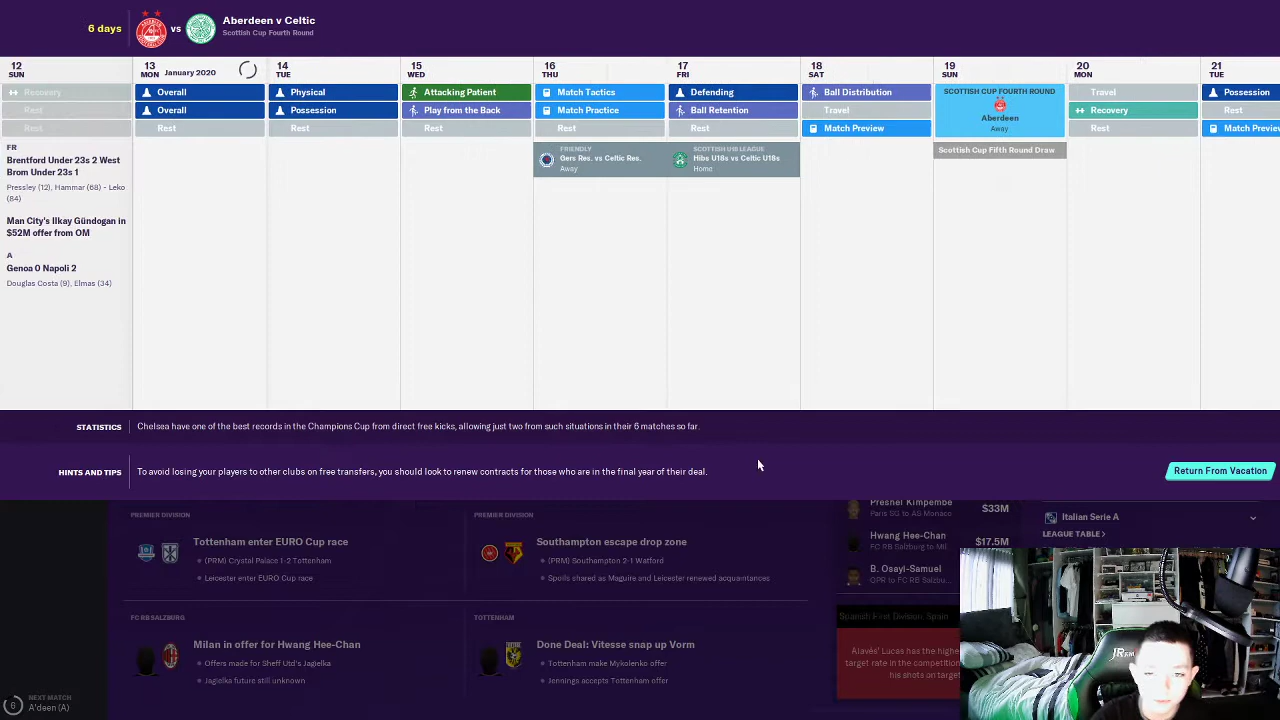 6 days
vs
Aberdeen v Celtic
Scottish Cup Fourth Round
12
SUN
13
MON January 2020
14
TUE
15
WED
16
THU
17
FRI
18
SAT
19
SUN
20
MON
21
TUE
Recovery
Overall
Physical
Attacking Patient
Match Tactics
Defending
Ball Distribution
SCOTTISH CUP FOURTH ROUND
Aberdeen
Away
Travel
Possession
Rest
Overall
Possession
Play from the Back
Match Practice
Ball Retention
Travel
Recovery
Rest
Rest
Rest
Rest
Rest
Rest
Rest
Match Preview
Rest
Match Preview
FR
Brentford Under 23s 2 West
Brom Under 23s 1
Pressley (12), Hammar (68) - Leko
(84)
Man City's Ilkay Gündogan in
$52M offer from OM
A
Genoa 0 Napoli 2
Douglas Costa (9), Elmas (34)
FRIENDLY
Gers Res. vs Celtic Res.
Away
SCOTTISH U18 LEAGUE
Hibs U18s vs Celtic U18s
Home
Scottish Cup Fifth Round Draw
STATISTICS
Chelsea have one of the best records in the Champions Cup from direct free kicks, allowing just two from such situations in their 6 matches so far.
HINTS AND TIPS
To avoid losing your players to other clubs on free transfers, you should look to renew contracts for those who are in the final year of their deal.
Return From Vacation
PREMIER DIVISION
Tottenham enter EURO Cup race
(PRM) Crystal Palace 1-2 Tottenham
Leicester enter EURO Cup race
PREMIER DIVISION
Southampton escape drop zone
(PRM) Southampton 2-1 Watford
Spoils shared as Maguire and Leicester renewed acquaintances
Presnel Kimpembe
Paris SG to AS Monaco
$33M
Hwang Hee-Chan
FC RB Salzburg to Mil...
$17.5M
B. Osayi-Samuel
QPR to FC RB Salzbu...
Italian Serie A
LEAGUE TABLE >
FC RB SALZBURG
Milan in offer for Hwang Hee-Chan
Offers made for Sheff Utd's Jagielka
Jagielka future still unknown
TOTTENHAM
Done Deal: Vitesse snap up Vorm
Tottenham make Mykolenko offer
Jennings accepts Tottenham offer
Spanish First Division, Spain
Alavés' Lucas has the highes
target rate in the competition
his shots on target
6
NEXT MATCH
A'deen (A)